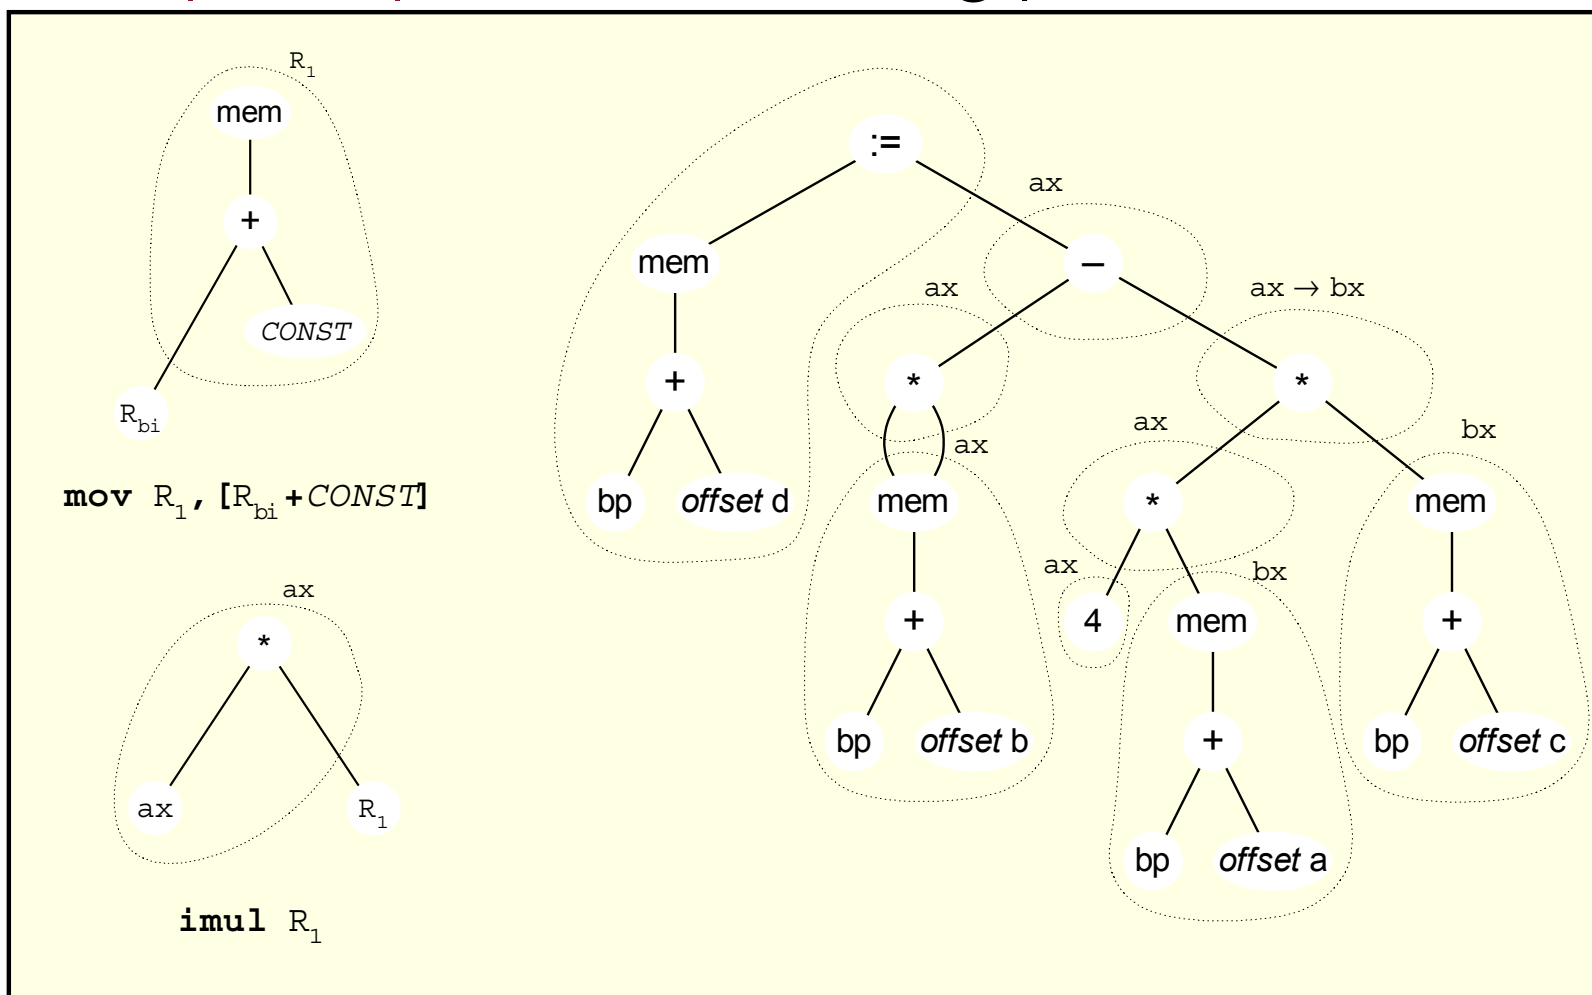 R1
mem
+
CONST
Rbi
mov R1,[Rbi+CONST]
ax
*
ax R1
imul R1
:=
ax
mem –
ax ax → bx
+ * *
ax ax bx
bp offset d mem * mem
ax bx
+ 4 mem +
bp offset b + bp offset c
bp offset a